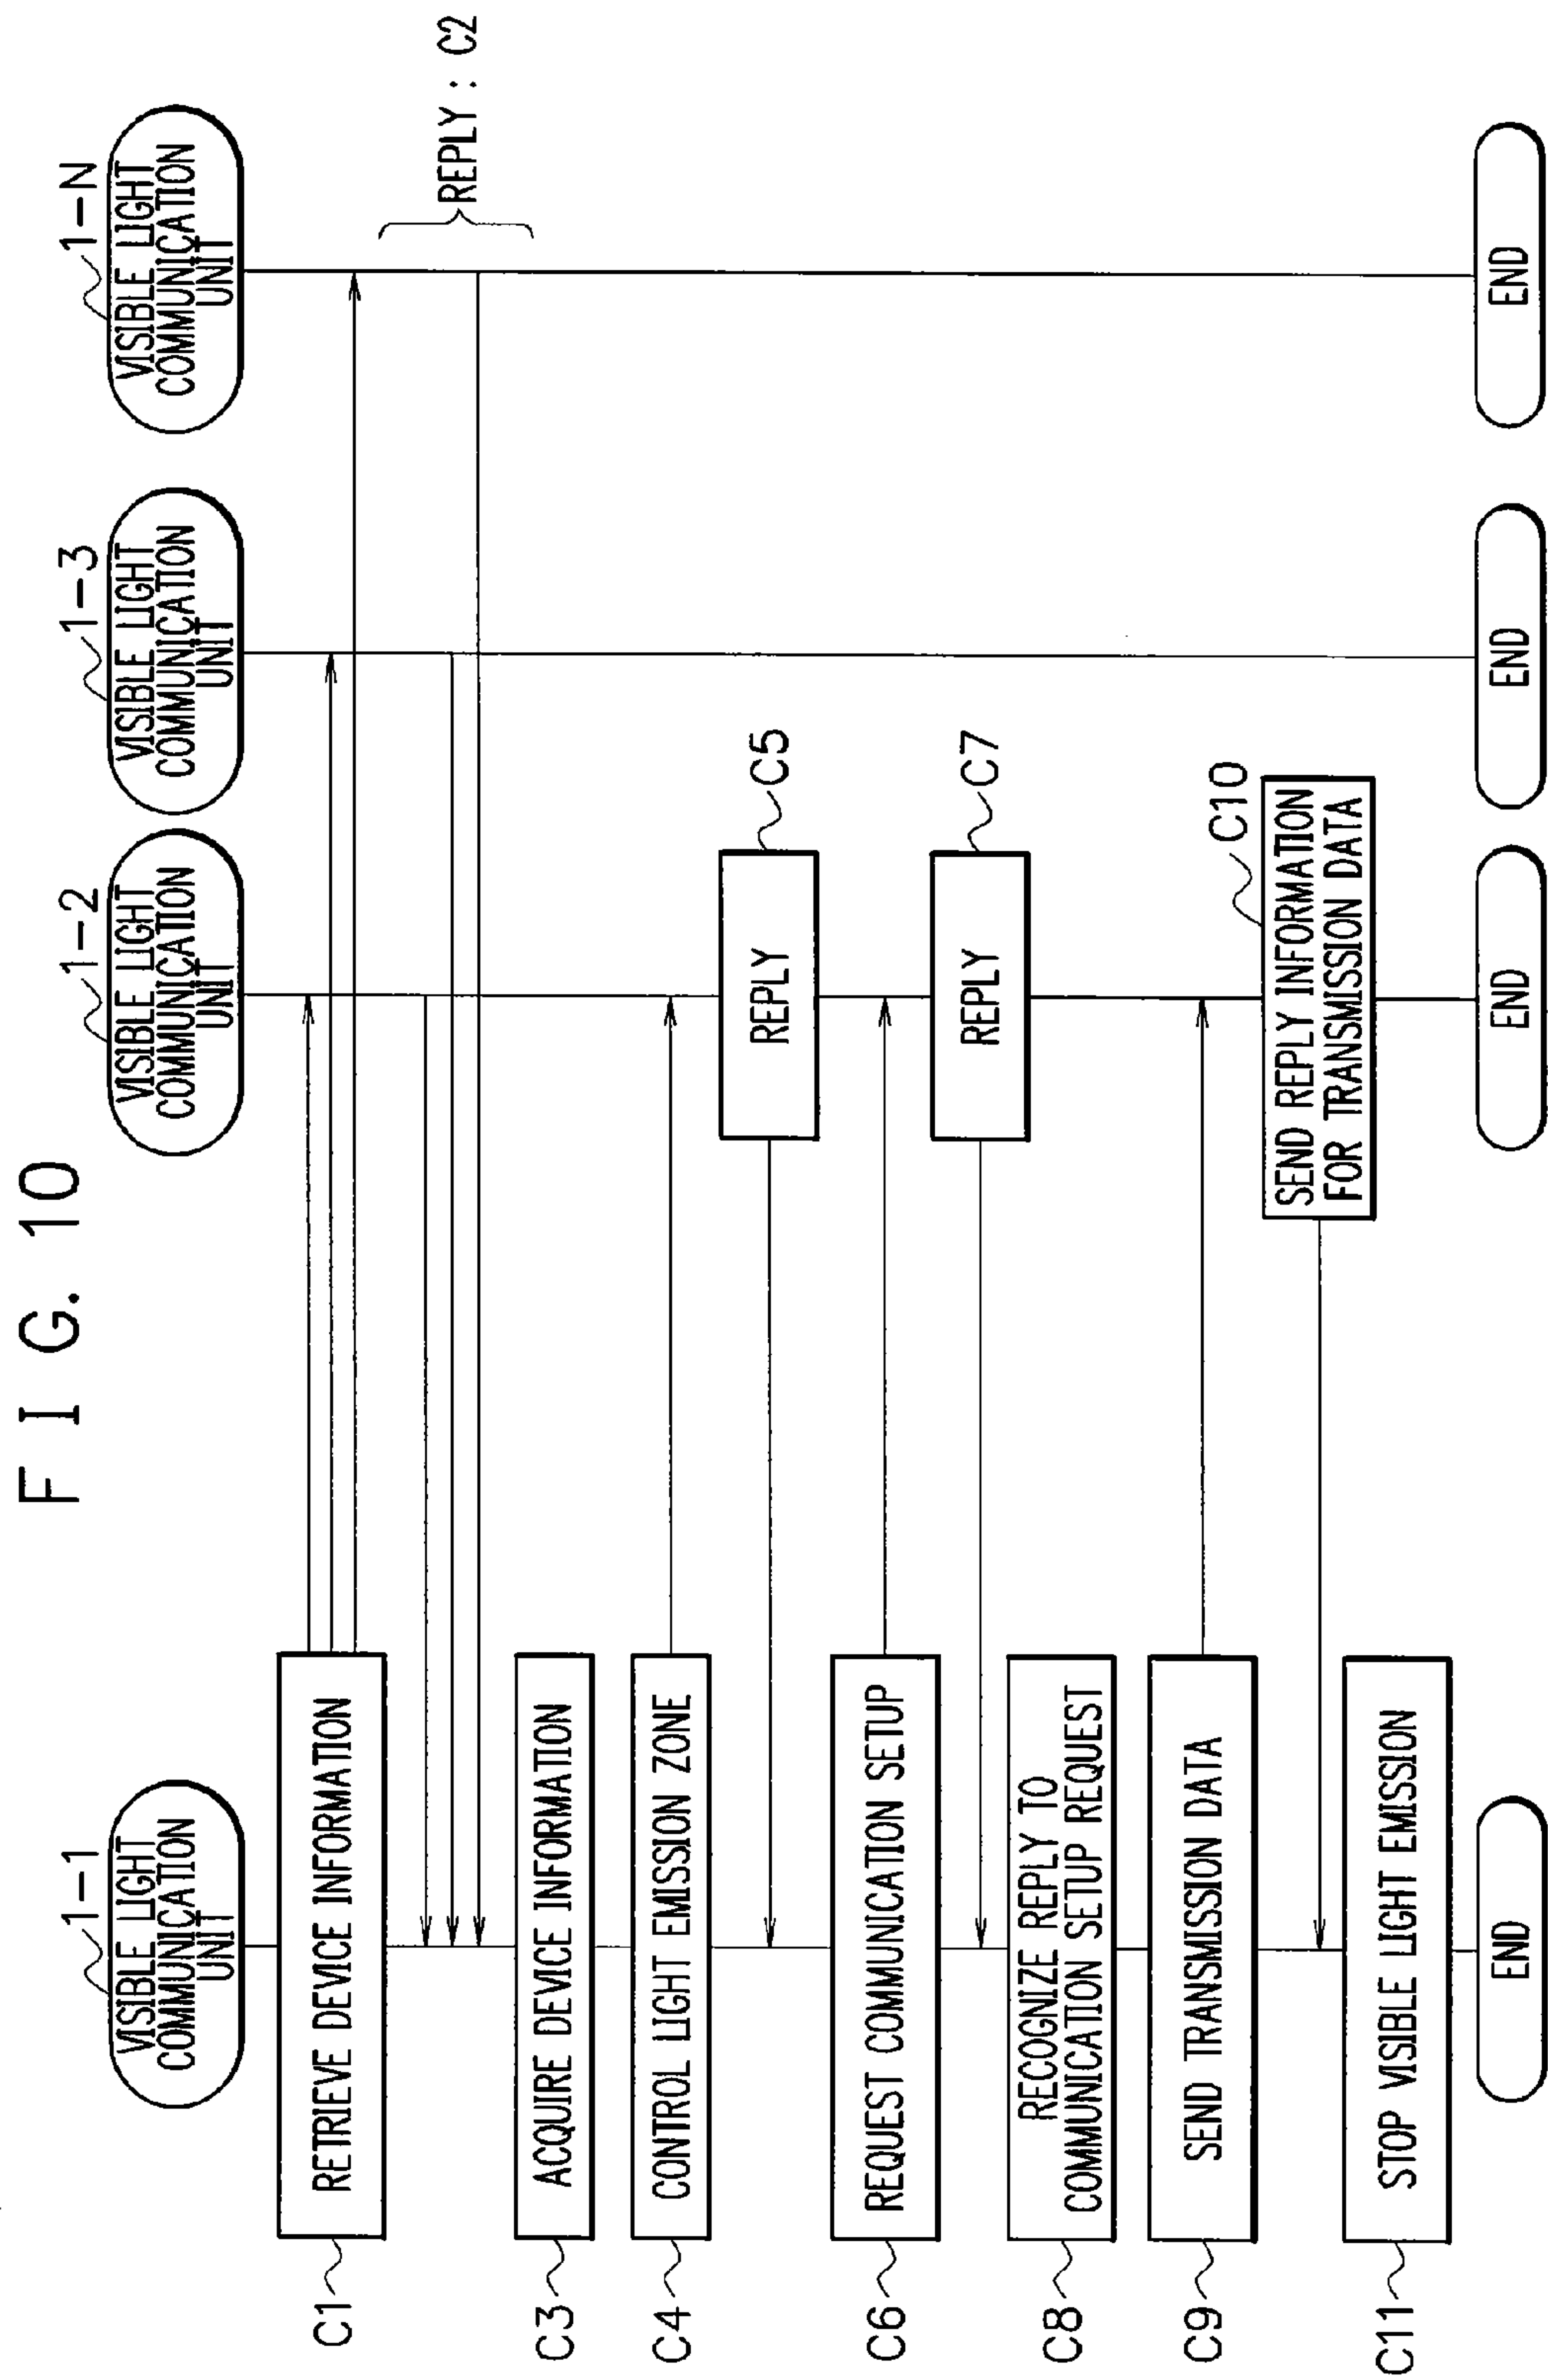 F I G. 10
1-1
VISIBLE LIGHT
COMMUNICATION
UNIT
1-2
VISIBLE LIGHT
COMMUNICATION
UNIT
1-3
VISIBLE LIGHT
COMMUNICATION
UNIT
1-N
VISIBLE LIGHT
COMMUNICATION
UNIT
C1
RETRIEVE DEVICE INFORMATION
REPLY : C2
C3
ACQUIRE DEVICE INFORMATION
C4
CONTROL LIGHT EMISSION ZONE
REPLY
C5
C6
REQUEST COMMUNICATION SETUP
REPLY
C7
C8
RECOGNIZE REPLY TO
COMMUNICATION SETUP REQUEST
C9
SEND TRANSMISSION DATA
C10
SEND REPLY INFORMATION
FOR TRANSMISSION DATA
C11
STOP VISIBLE LIGHT EMISSION
END
END
END
END